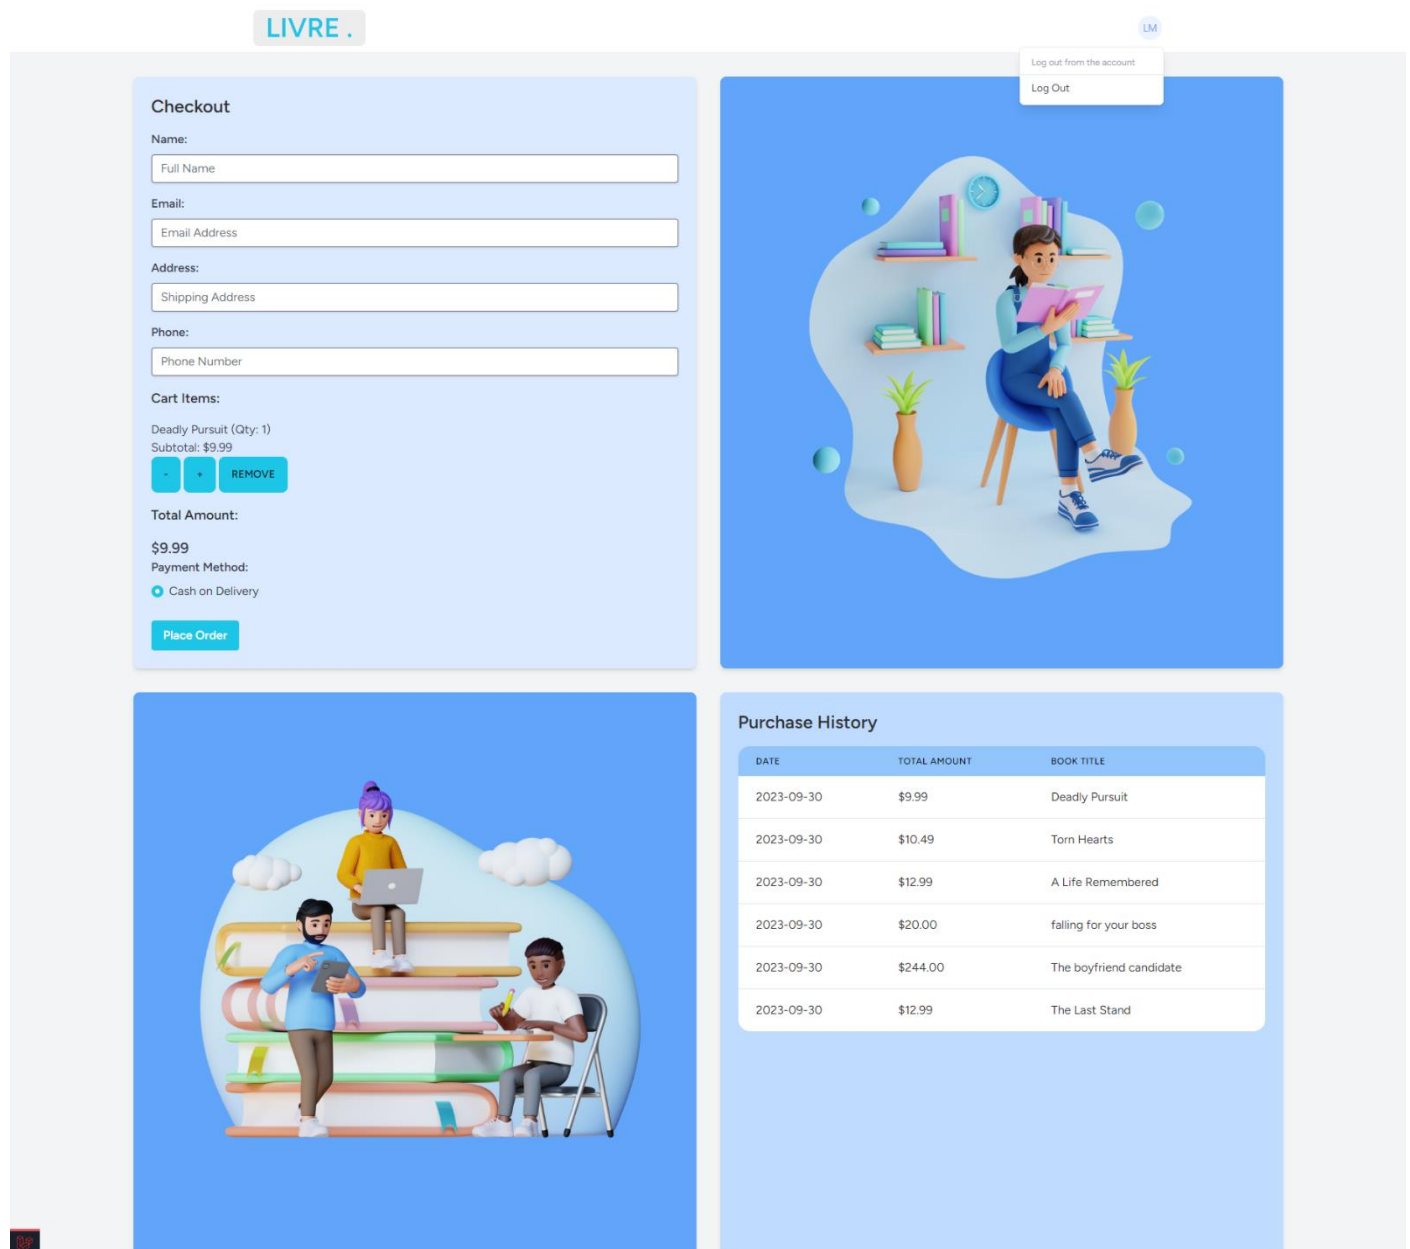 LIVRE .
LM
Log out from the account
Log Out
Checkout
Name:
Full Name
Email:
Email Address
Address:
Shipping Address
Phone:
Phone Number
Cart Items:
Deadly Pursuit (Qty: 1)
Subtotal: $9.99
- + REMOVE
Total Amount:
$9.99
Payment Method:
Cash on Delivery
Place Order
Purchase History
DATE TOTAL AMOUNT BOOK TITLE
2023-09-30 $9.99 Deadly Pursuit
2023-09-30 $10.49 Torn Hearts
2023-09-30 $12.99 A Life Remembered
2023-09-30 $20.00 falling for your boss
2023-09-30 $244.00 The boyfriend candidate
2023-09-30 $12.99 The Last Stand